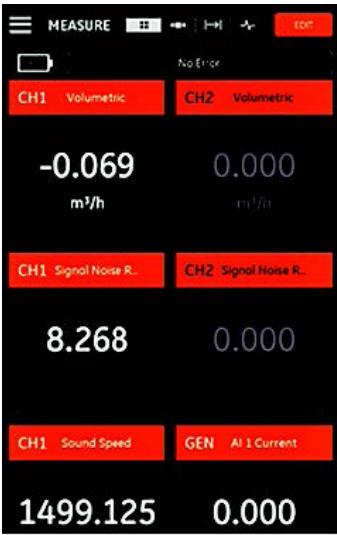 MEASURE EDIT
No Error
CH1 Volumetric CH2 Volumetric
-0.069 0.000
m³/h m³/h
CH1 Signal Noise R.. CH2 Signal Noise R..
8.268 0.000
CH1 Sound Speed GEN AI 1 Current
1499.125 0.000